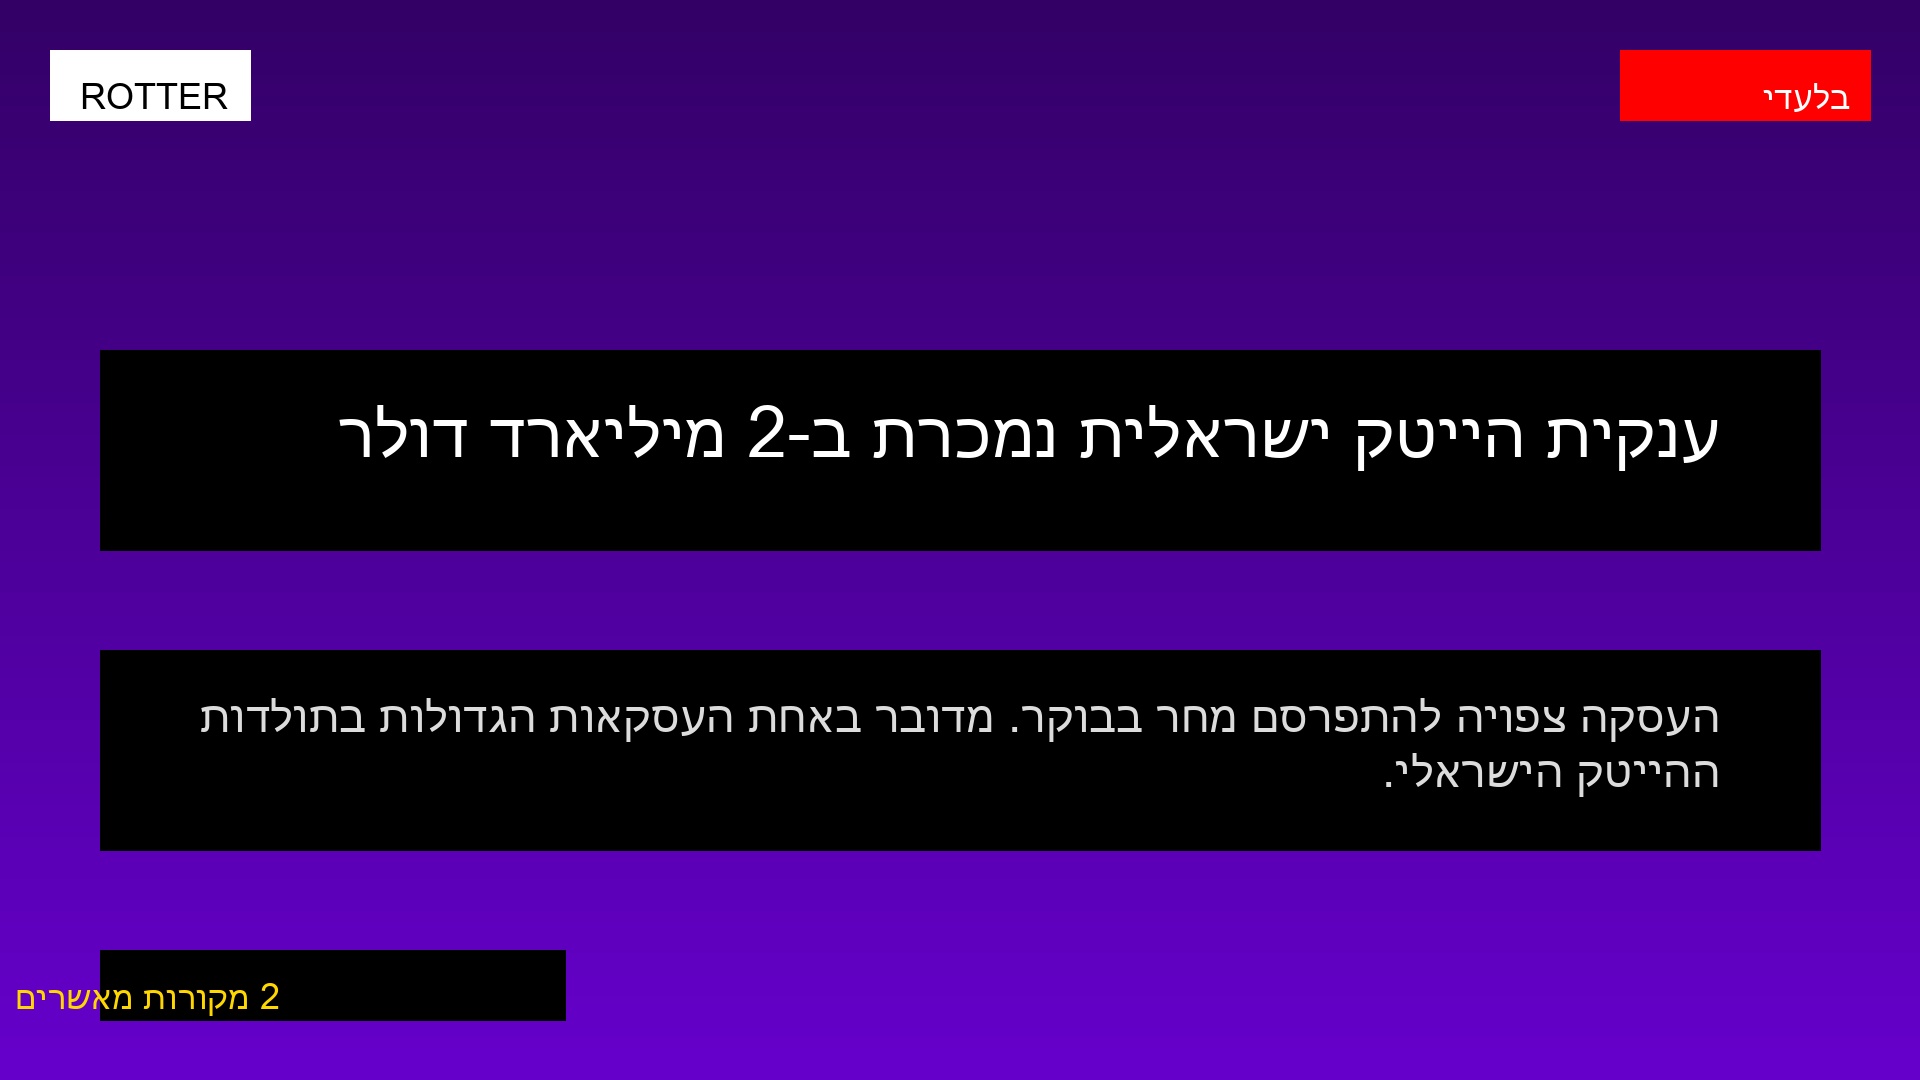 ROTTER
בלעדי
ענקית הייטק ישראלית נמכרת ב-2 מיליארד דולר
העסקה צפויה להתפרסם מחר בבוקר. מדובר באחת העסקאות הגדולות בתולדות
ההייטק הישראלי.
2 מקורות מאשרים